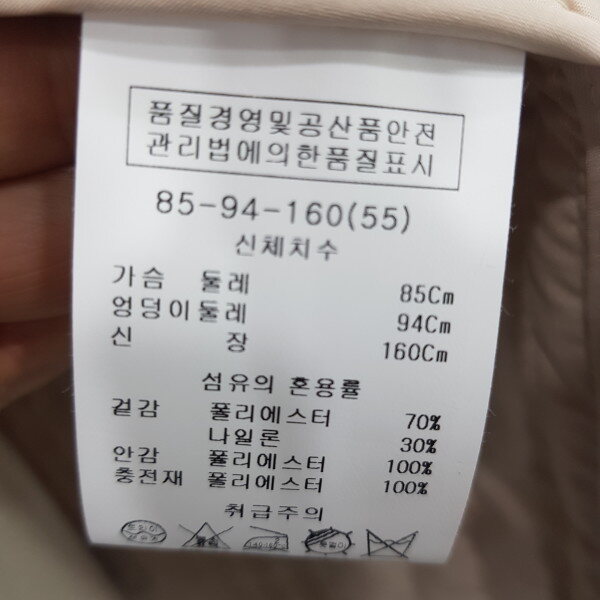 품질경영및공산품안전
관리법에의한품질표시
85-94-160(55)
신체치수
가슴 둘레 85Cm
엉덩이둘레 94Cm
신 장 160Cm
섬유의 혼용률
겉감 폴리에스터 70%
나일론 30%
안감 폴리에스터 100%
충전재 폴리에스터 100%
취급주의